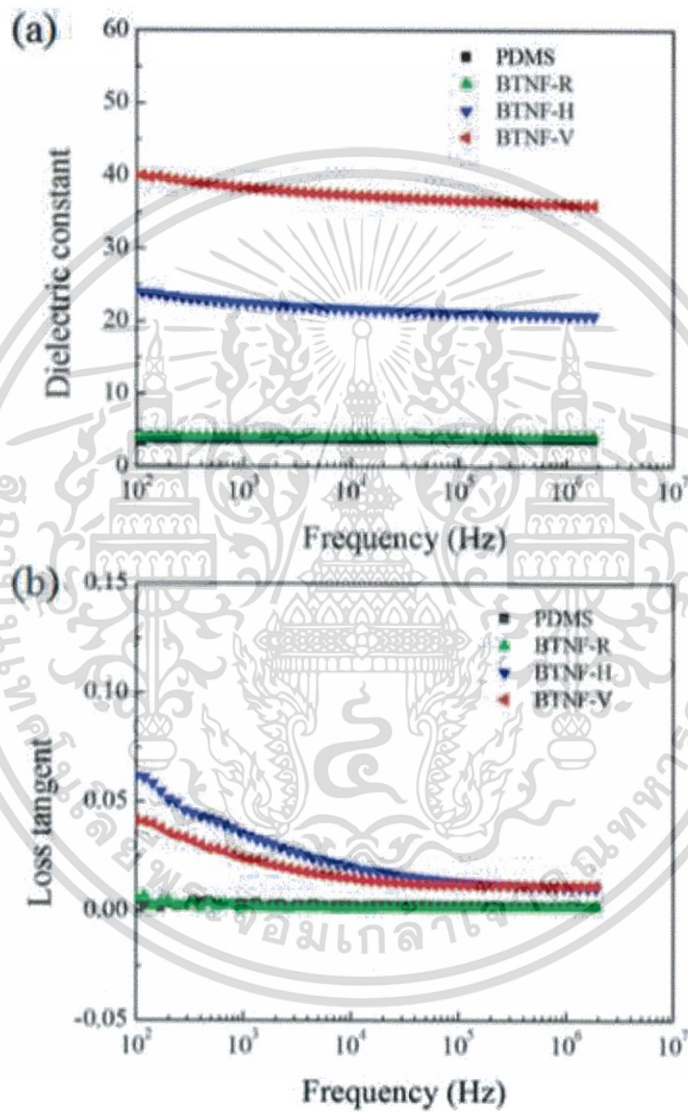 (a)
60
50
40
30
20
10
0
Dielectric constant
PDMS
BTNF-R
BTNF-H
BTNF-V
10² 10³ 10⁴ 10⁵ 10⁶ 10⁷
Frequency (Hz)
(b)
0.15
0.10
0.05
0.00
-0.05
Loss tangent
PDMS
BTNF-R
BTNF-H
BTNF-V
10² 10³ 10⁴ 10⁵ 10⁶ 10⁷
Frequency (Hz)